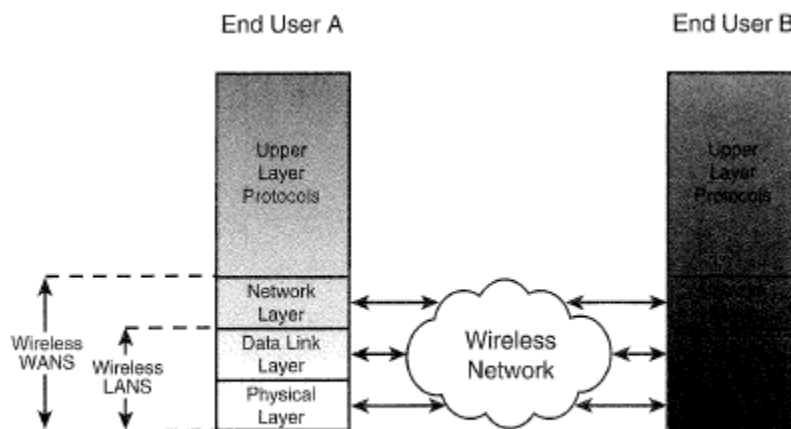 End User A
End User B
Upper
Layer
Protocols
Upper
Layer
Protocols
Network
Layer
Data Link
Layer
Physical
Layer
Wireless
WANS
Wireless
LANS
Wireless
Network